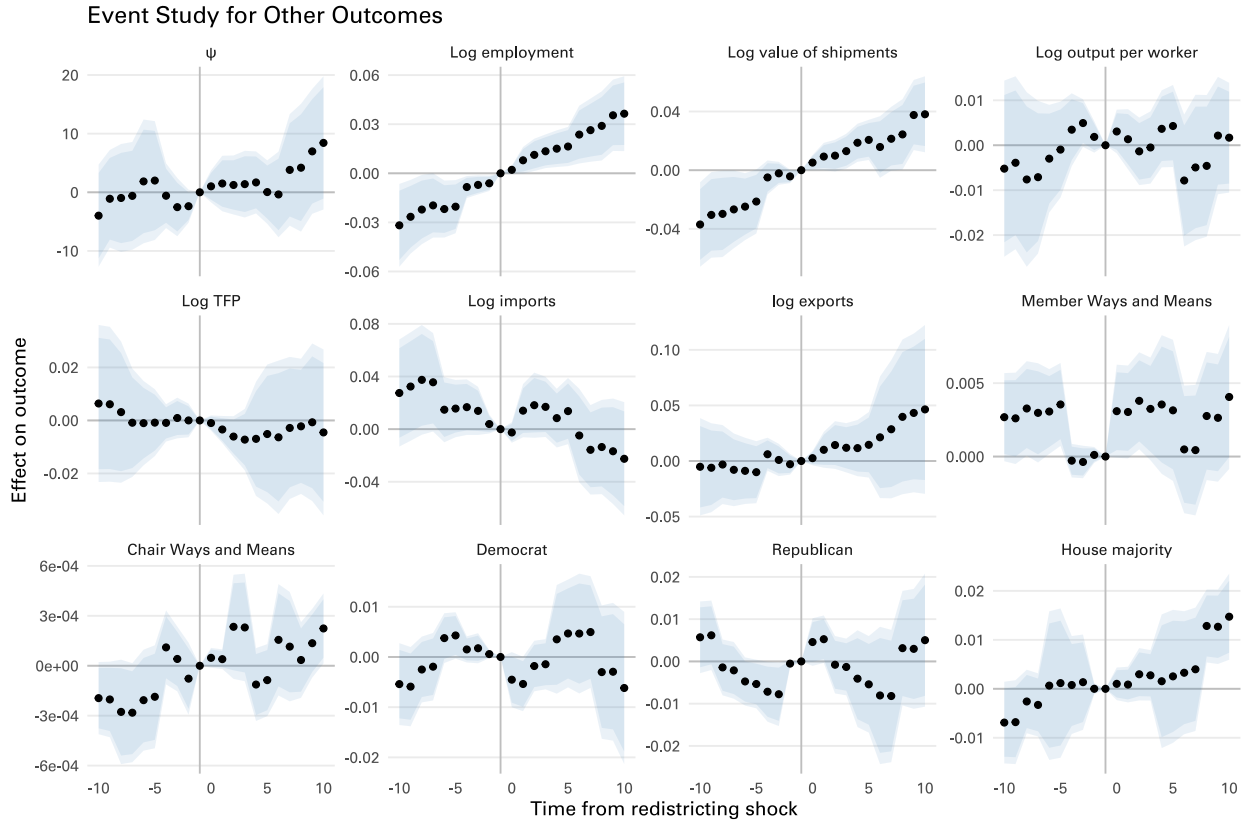 Event Study for Other Outcomes
ψ
Log employment
Log value of shipments
Log output per worker
20
10
0
-10
0.06
0.03
0.00
-0.03
-0.06
0.04
0.00
-0.04
0.01
0.00
-0.01
-0.02
Log TFP
Log imports
log exports
Member Ways and Means
0.02
0.00
-0.02
0.08
0.04
0.00
-0.04
0.10
0.05
0.00
-0.05
0.005
0.000
Chair Ways and Means
Democrat
Republican
House majority
6e-04
3e-04
0e+00
-3e-04
-6e-04
0.01
0.00
-0.01
-0.02
0.02
0.01
0.00
-0.01
-0.02
0.02
0.01
0.00
-0.01
-10 -5 0 5 10
-10 -5 0 5 10
-10 -5 0 5 10
-10 -5 0 5 10
Effect on outcome
Time from redistricting shock